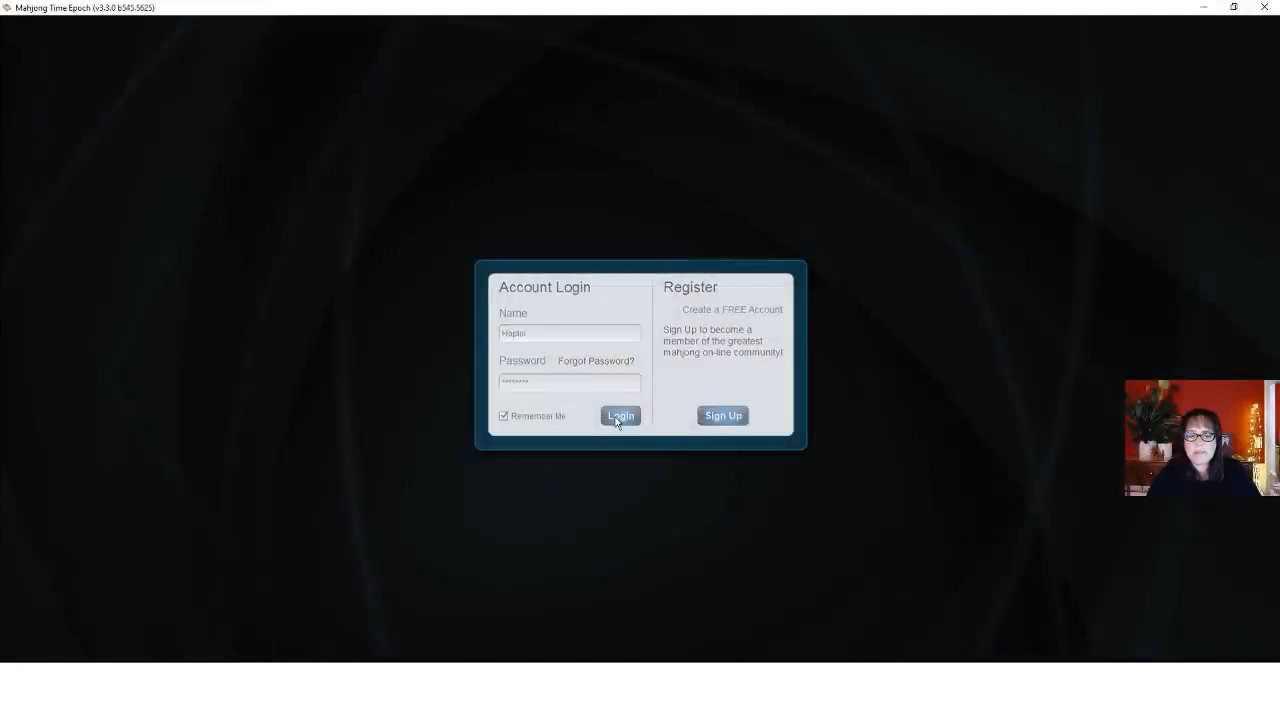 Mahjong Time Epoch (v3.3.0 b545.5625)
Account Login
Name
Password Forgot Password?
********
Remember Me
Login
Register
Create a FREE Account
Sign Up to become a
member of the greatest
mahjong on-line community!
Sign Up